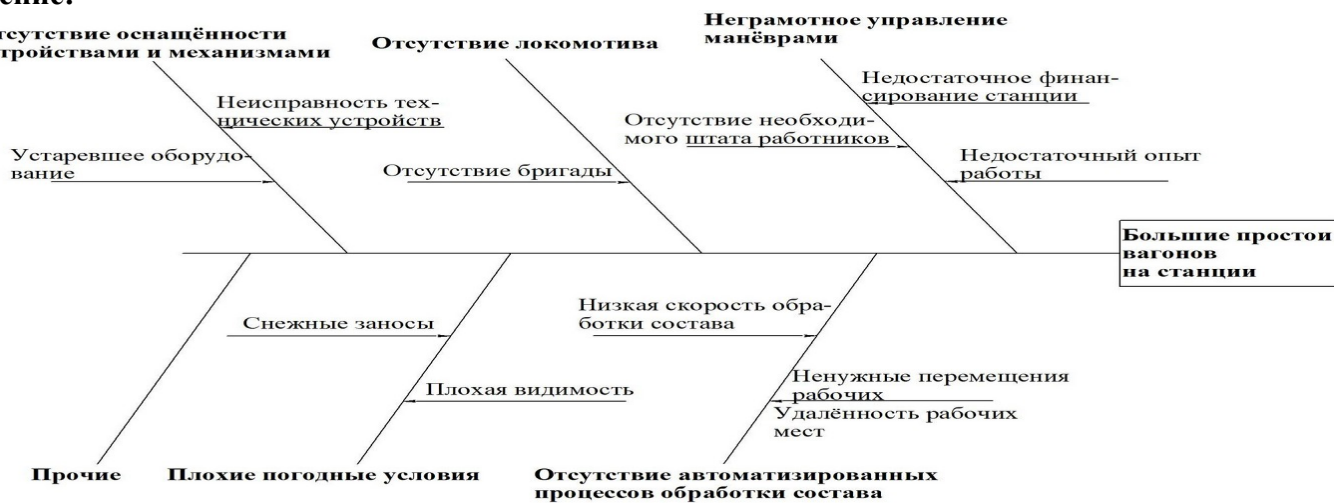 Отсутствие локомотива
Неграмотное управление
манёврами
оснащённости
и механизмами
Неисправность тех-
нических устройств
Устаревшее оборудо-
вание
Отсутствие бригады
Недостаточное финан-
сирование станции
Отсутствие необходи-
мого штата работников
Недостаточный опыт
работы
Большие простои
вагонов
на станции
Снежные заносы
Плохая видимость
Низкая скорость обра-
ботки состава
Ненужные перемещения
рабочих
Удалённость рабочих
мест
Прочие
Плохие погодные условия
Отсутствие автоматизированных
процессов обработки состава